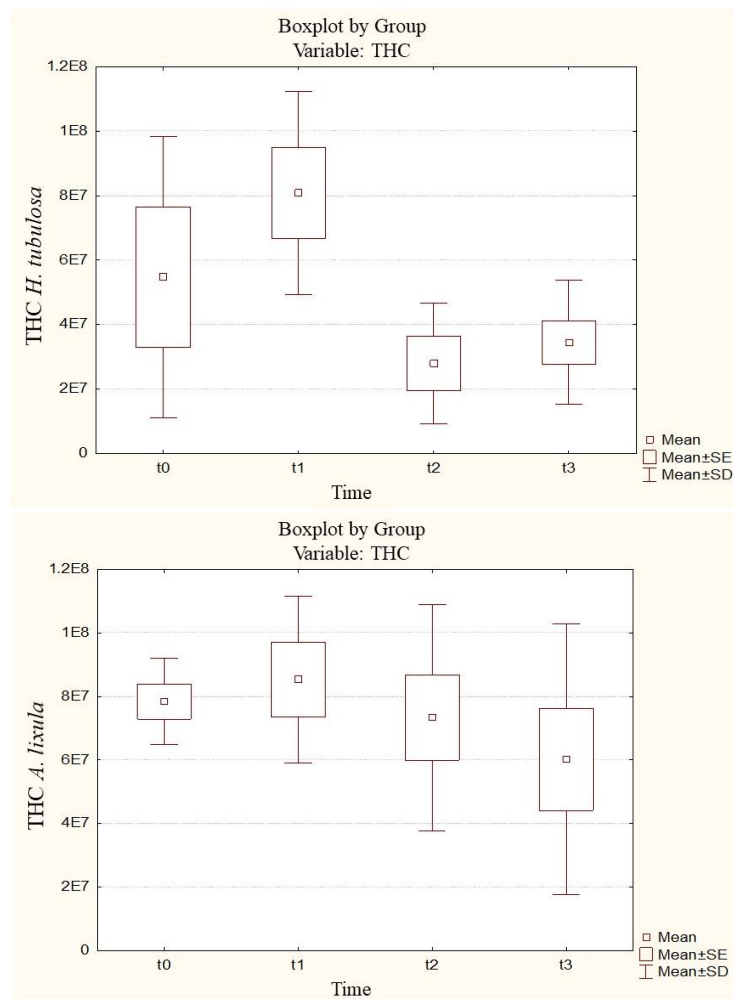 Boxplot by Group
Variable: THC
THC H. tubulosa
1.2E8
1E8
8E7
6E7
4E7
2E7
0
t0 t1 t2 t3
Time
Mean
Mean±SE
Mean±SD
Boxplot by Group
Variable: THC
THC A. lixula
1.2E8
1E8
8E7
6E7
4E7
2E7
0
t0 t1 t2 t3
Time
Mean
Mean±SE
Mean±SD